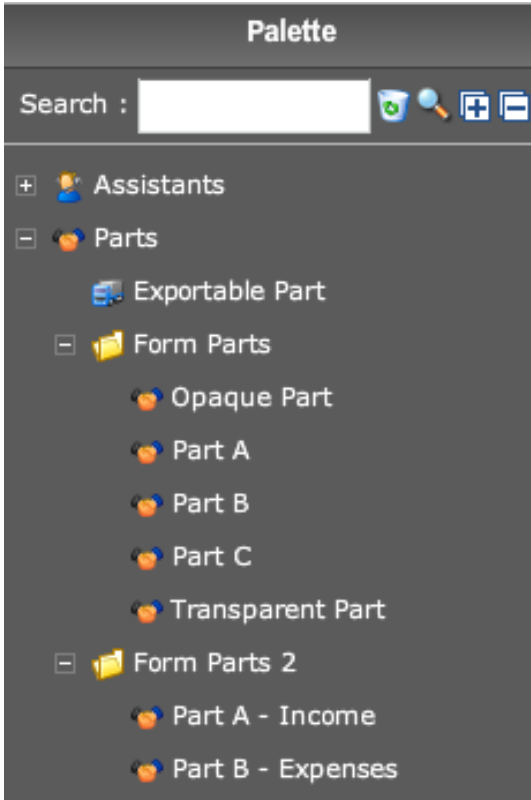 Palette
Search :
Assistants
Parts
Exportable Part
Form Parts
Opaque Part
Part A
Part B
Part C
Transparent Part
Form Parts 2
Part A - Income
Part B - Expenses